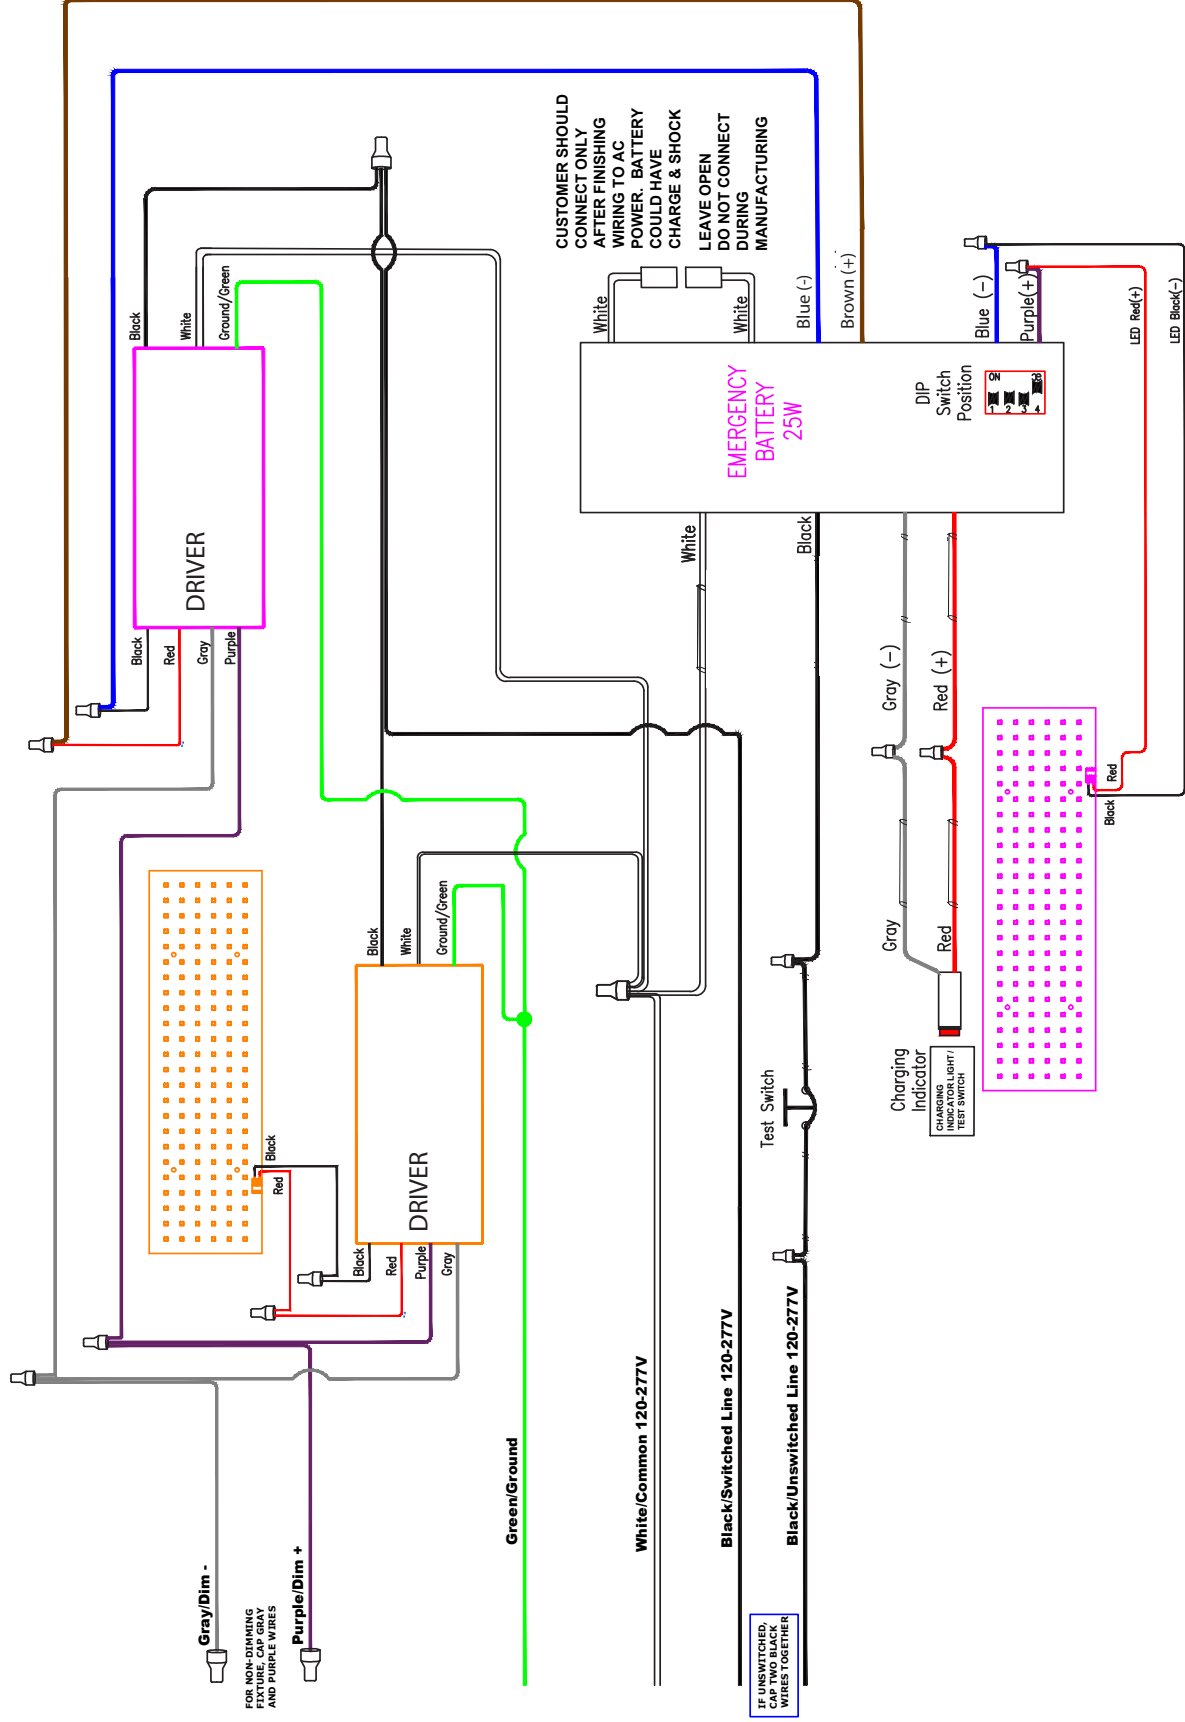 CUSTOMER SHOULD
CONNECT ONLY
AFTER FINISHING
WIRING TO AC
POWER. BATTERY
COULD HAVE
CHARGE & SHOCK
LEAVE OPEN
DO NOT CONNECT
DURING
MANUFACTURING
Black
White
Ground/Green
DRIVER
Black
Red
Gray
Purple
White
White
Blue (-)
Brown (+)
Blue (-)
Purple(+)
LED Red(+)
LED Black(-)
EMERGENCY
BATTERY
25W
DIP
Switch
Position
ON
1
2
3
4
White
Black
Gray (-)
Red (+)
Gray
Red
Black
Red
Black
White
Ground/Green
DRIVER
Black
Red
Purple
Gray
Black
Red
Test Switch
Charging
Indicator
CHARGING
INDICATOR LIGHT/
TEST SWITCH
Gray/Dim -
FOR NON-DIMMING
FIXTURE, CAP GRAY
AND PURPLE WIRES
Purple/Dim +
Green/Ground
White/Common 120-277V
Black/Switched Line 120-277V
Black/Unswitched Line 120-277V
IF UNSWITCHED,
CAP TWO BLACK
WIRES TOGETHER